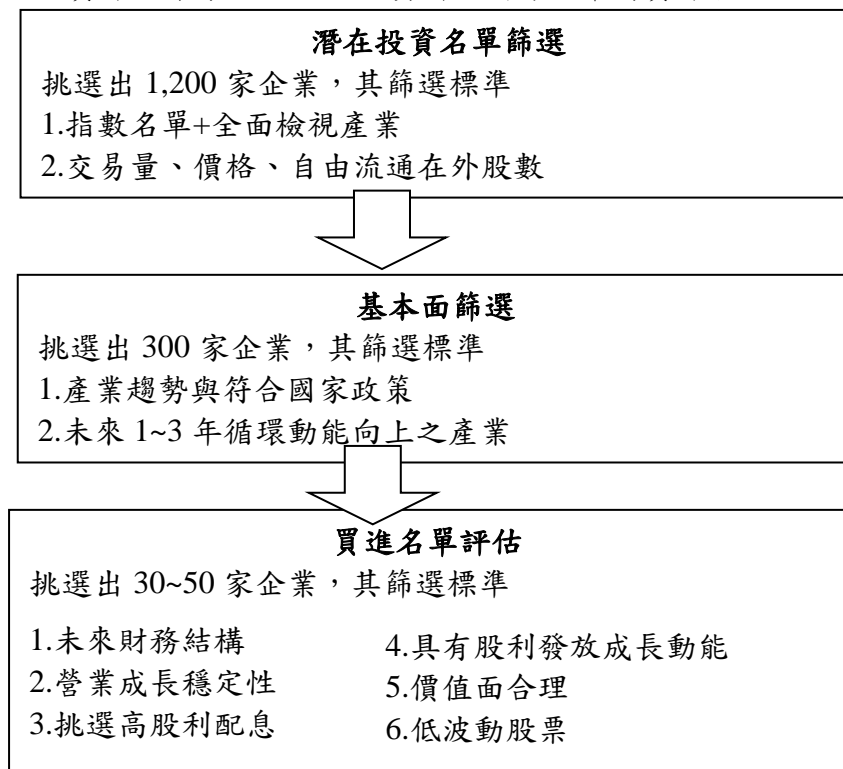 潛在投資名單篩選
挑選出 1,200 家企業，其篩選標準
1.指數名單+全面檢視產業
2.交易量、價格、自由流通在外股數
基本面篩選
挑選出 300 家企業，其篩選標準
1.產業趨勢與符合國家政策
2.未來 1~3 年循環動能向上之產業
買進名單評估
挑選出 30~50 家企業，其篩選標準
1.未來財務結構
2.營業成長穩定性
3.挑選高股利配息
4.具有股利發放成長動能
5.價值面合理
6.低波動股票